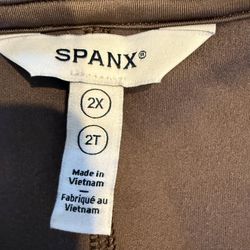 SPANX®
2X
2T
Made in
Vietnam
Fabriqué au
Vietnam